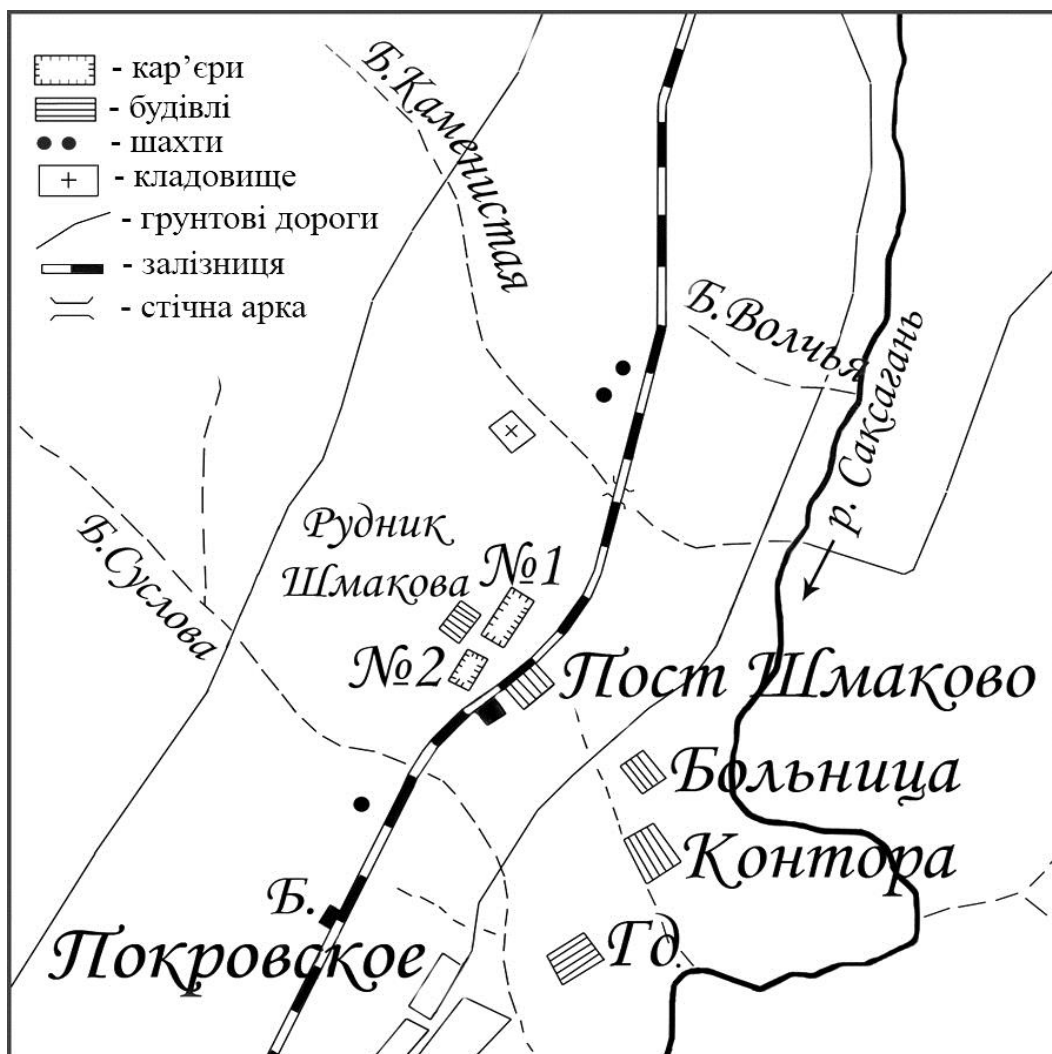 - кар’єри
- будівлі
- шахти
- кладовище
- грунтові дороги
- залізниця
- стічна арка
Б.Каменистая
Б.Волчья
р. Саксагань
Б.Суслова
Рудник
Шмакова
№1
№2
Пост Шмаково
Больница
Контора
Б.
Покровское
Гд.